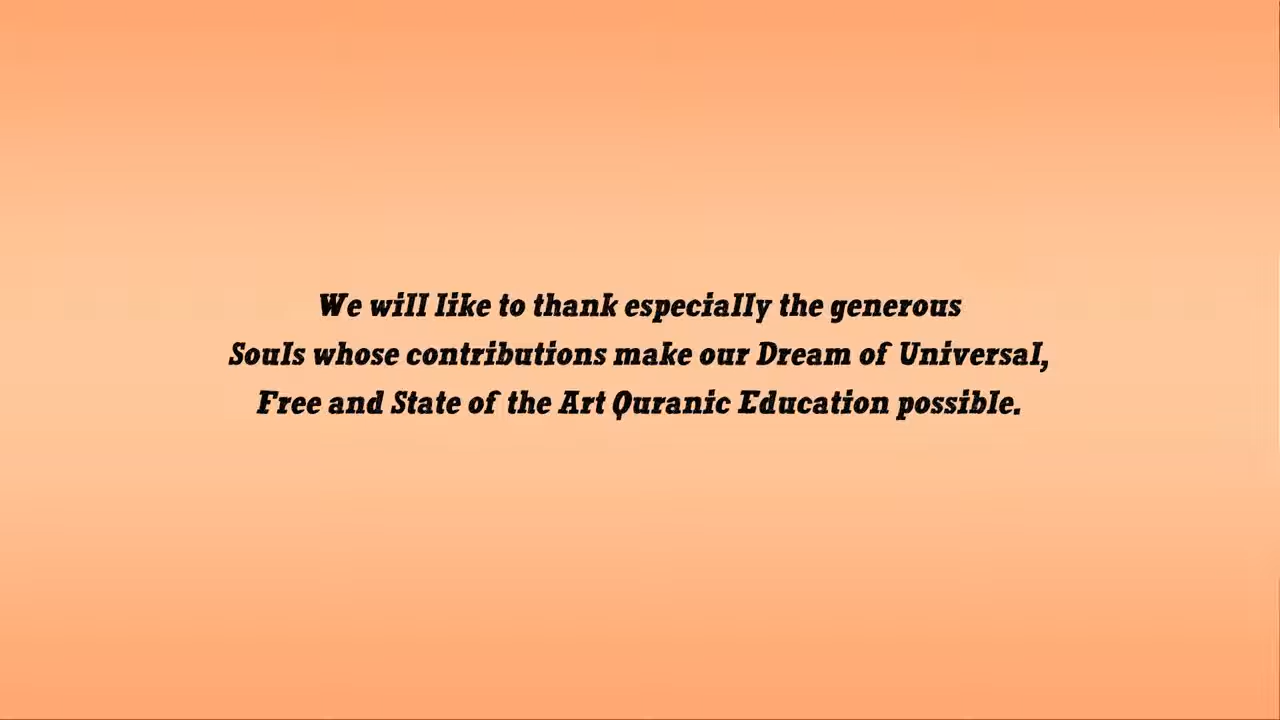 We will like to thank especially the generous
Souls whose contributions make our Dream of Universal,
Free and State of the Art Quranic Education possible.